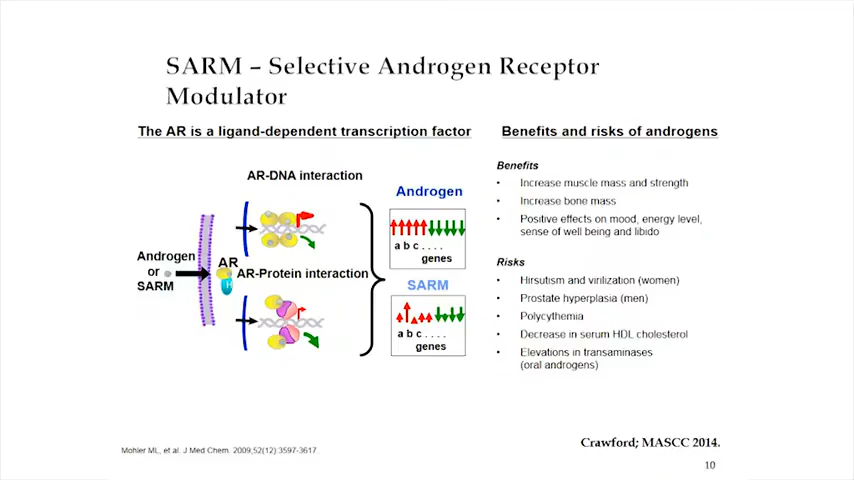 SARM – Selective Androgen Receptor
Modulator
The AR is a ligand-dependent transcription factor
AR-DNA interaction
Androgen
or
SARM
AR
H
AR-Protein interaction
Androgen
a b c . . . .
genes
SARM
a b c . . . .
genes
Benefits and risks of androgens
Benefits
• Increase muscle mass and strength
• Increase bone mass
• Positive effects on mood, energy level,
sense of well being and libido
Risks
• Hirsutism and virilization (women)
• Prostate hyperplasia (men)
• Polycythemia
• Decrease in serum HDL cholesterol
• Elevations in transaminases
(oral androgens)
Mohler ML, et al. J Med Chem. 2009;52(12):3597-3617
Crawford; MASCC 2014.
10